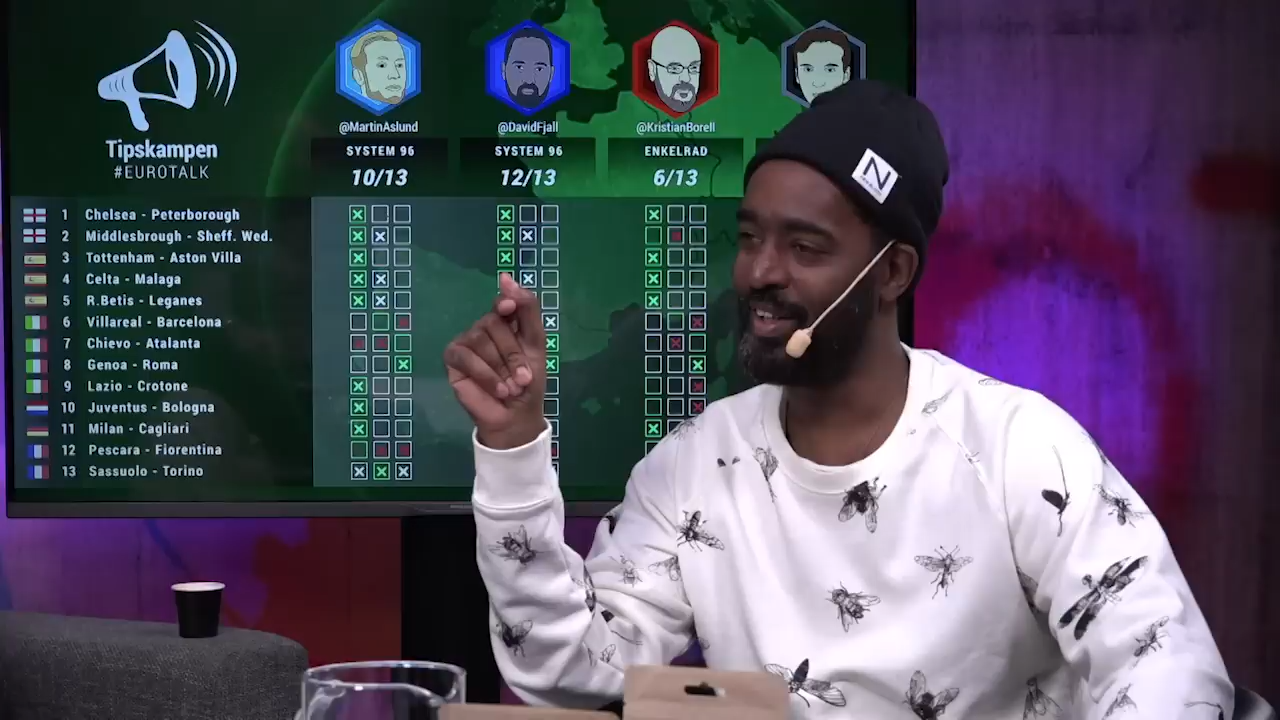 Tipskampen
#EUROTALK
@MartinAslund
SYSTEM 96
10/13
@DavidFjall
SYSTEM 96
12/13
@KristianBorell
ENKELRAD
6/13
1 Chelsea - Peterborough
2 Middlesbrough - Sheff. Wed.
3 Tottenham - Aston Villa
4 Celta - Malaga
5 R.Betis - Leganes
6 Villareal - Barcelona
7 Chievo - Atalanta
8 Genoa - Roma
9 Lazio - Crotone
10 Juventus - Bologna
11 Milan - Cagliari
12 Pescara - Fiorentina
13 Sassuolo - Torino
N